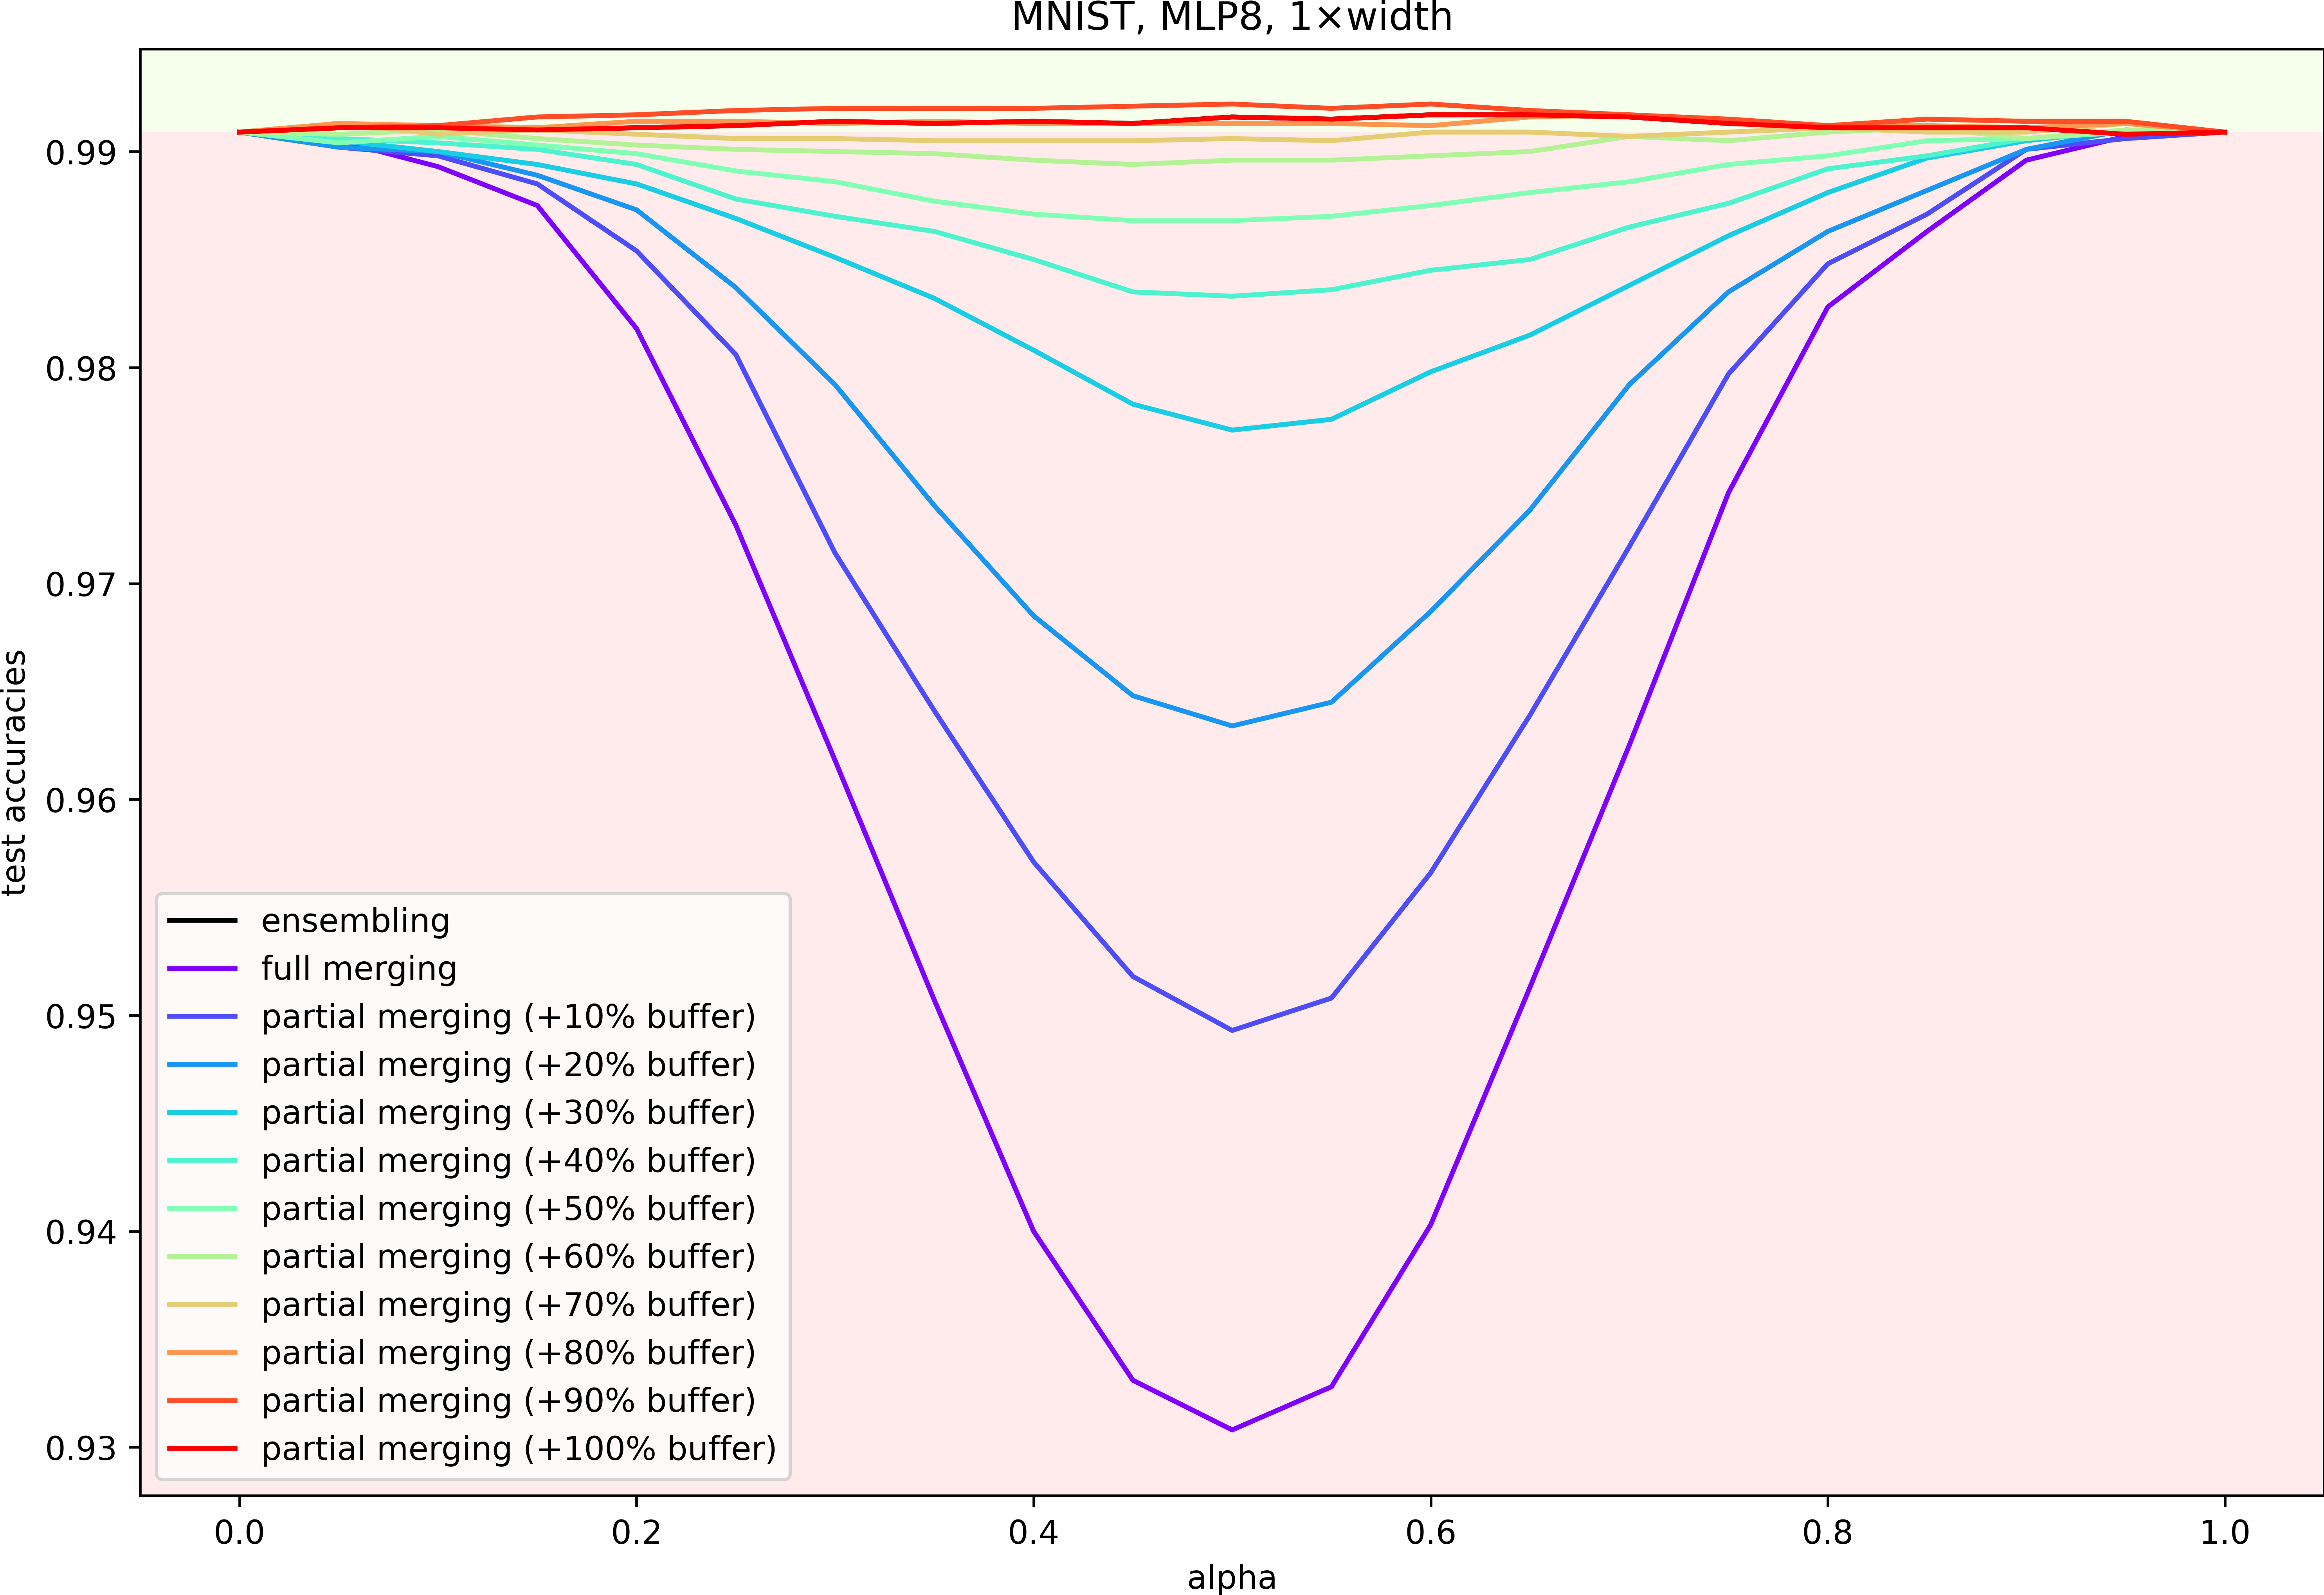 MNIST, MLP8, 1×width
test accuracies
0.99
0.98
0.97
0.96
0.95
0.94
0.93
ensembling
full merging
partial merging (+10% buffer)
partial merging (+20% buffer)
partial merging (+30% buffer)
partial merging (+40% buffer)
partial merging (+50% buffer)
partial merging (+60% buffer)
partial merging (+70% buffer)
partial merging (+80% buffer)
partial merging (+90% buffer)
partial merging (+100% buffer)
0.0 0.2 0.4 0.6 0.8 1.0
alpha